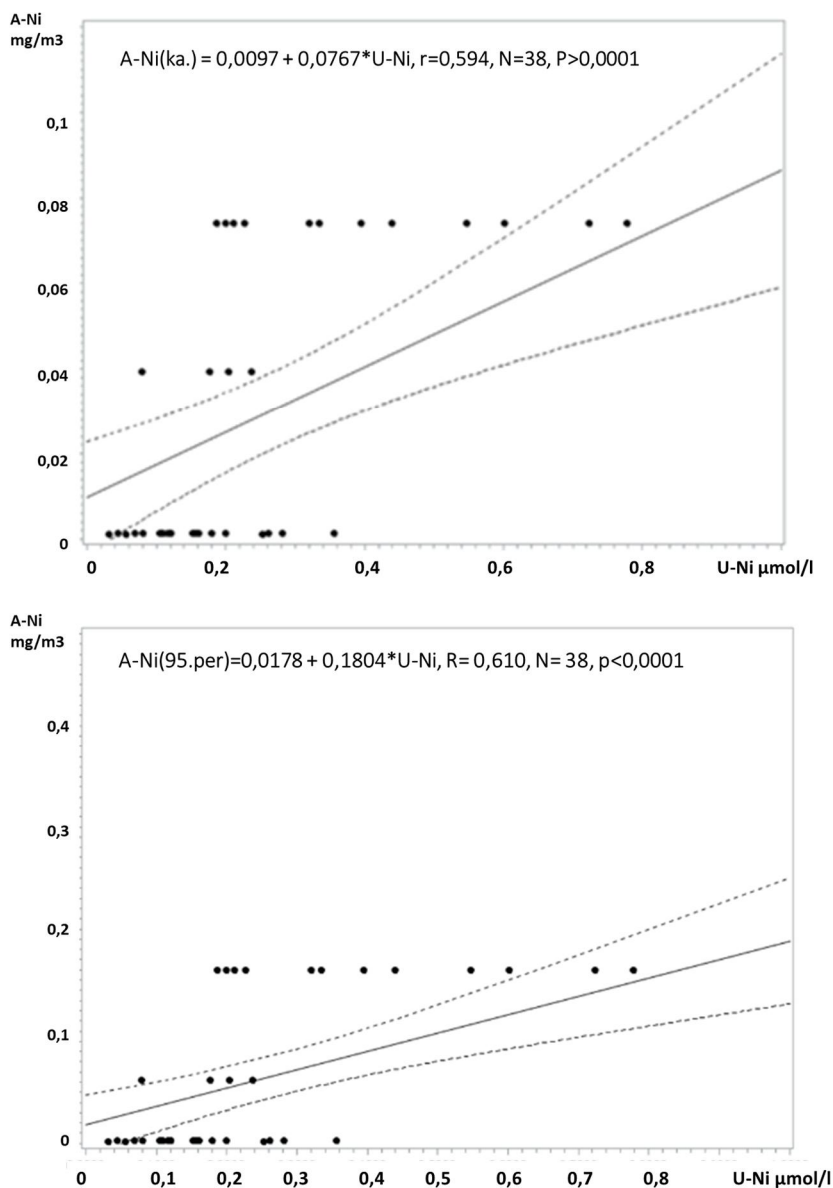 A-Ni
mg/m3
A-Ni(ka.) = 0,0097 + 0,0767*U-Ni, r=0,594, N=38, P>0,0001
0,1
0,08
0,06
0,04
0,02
0
0 0,2 0,4 0,6 0,8 U-Ni µmol/l
A-Ni
mg/m3
A-Ni(95.per)=0,0178 + 0,1804*U-Ni, R= 0,610, N= 38, p<0,0001
0,4
0,3
0,2
0,1
0
0 0,1 0,2 0,3 0,4 0,5 0,6 0,7 0,8 U-Ni µmol/l